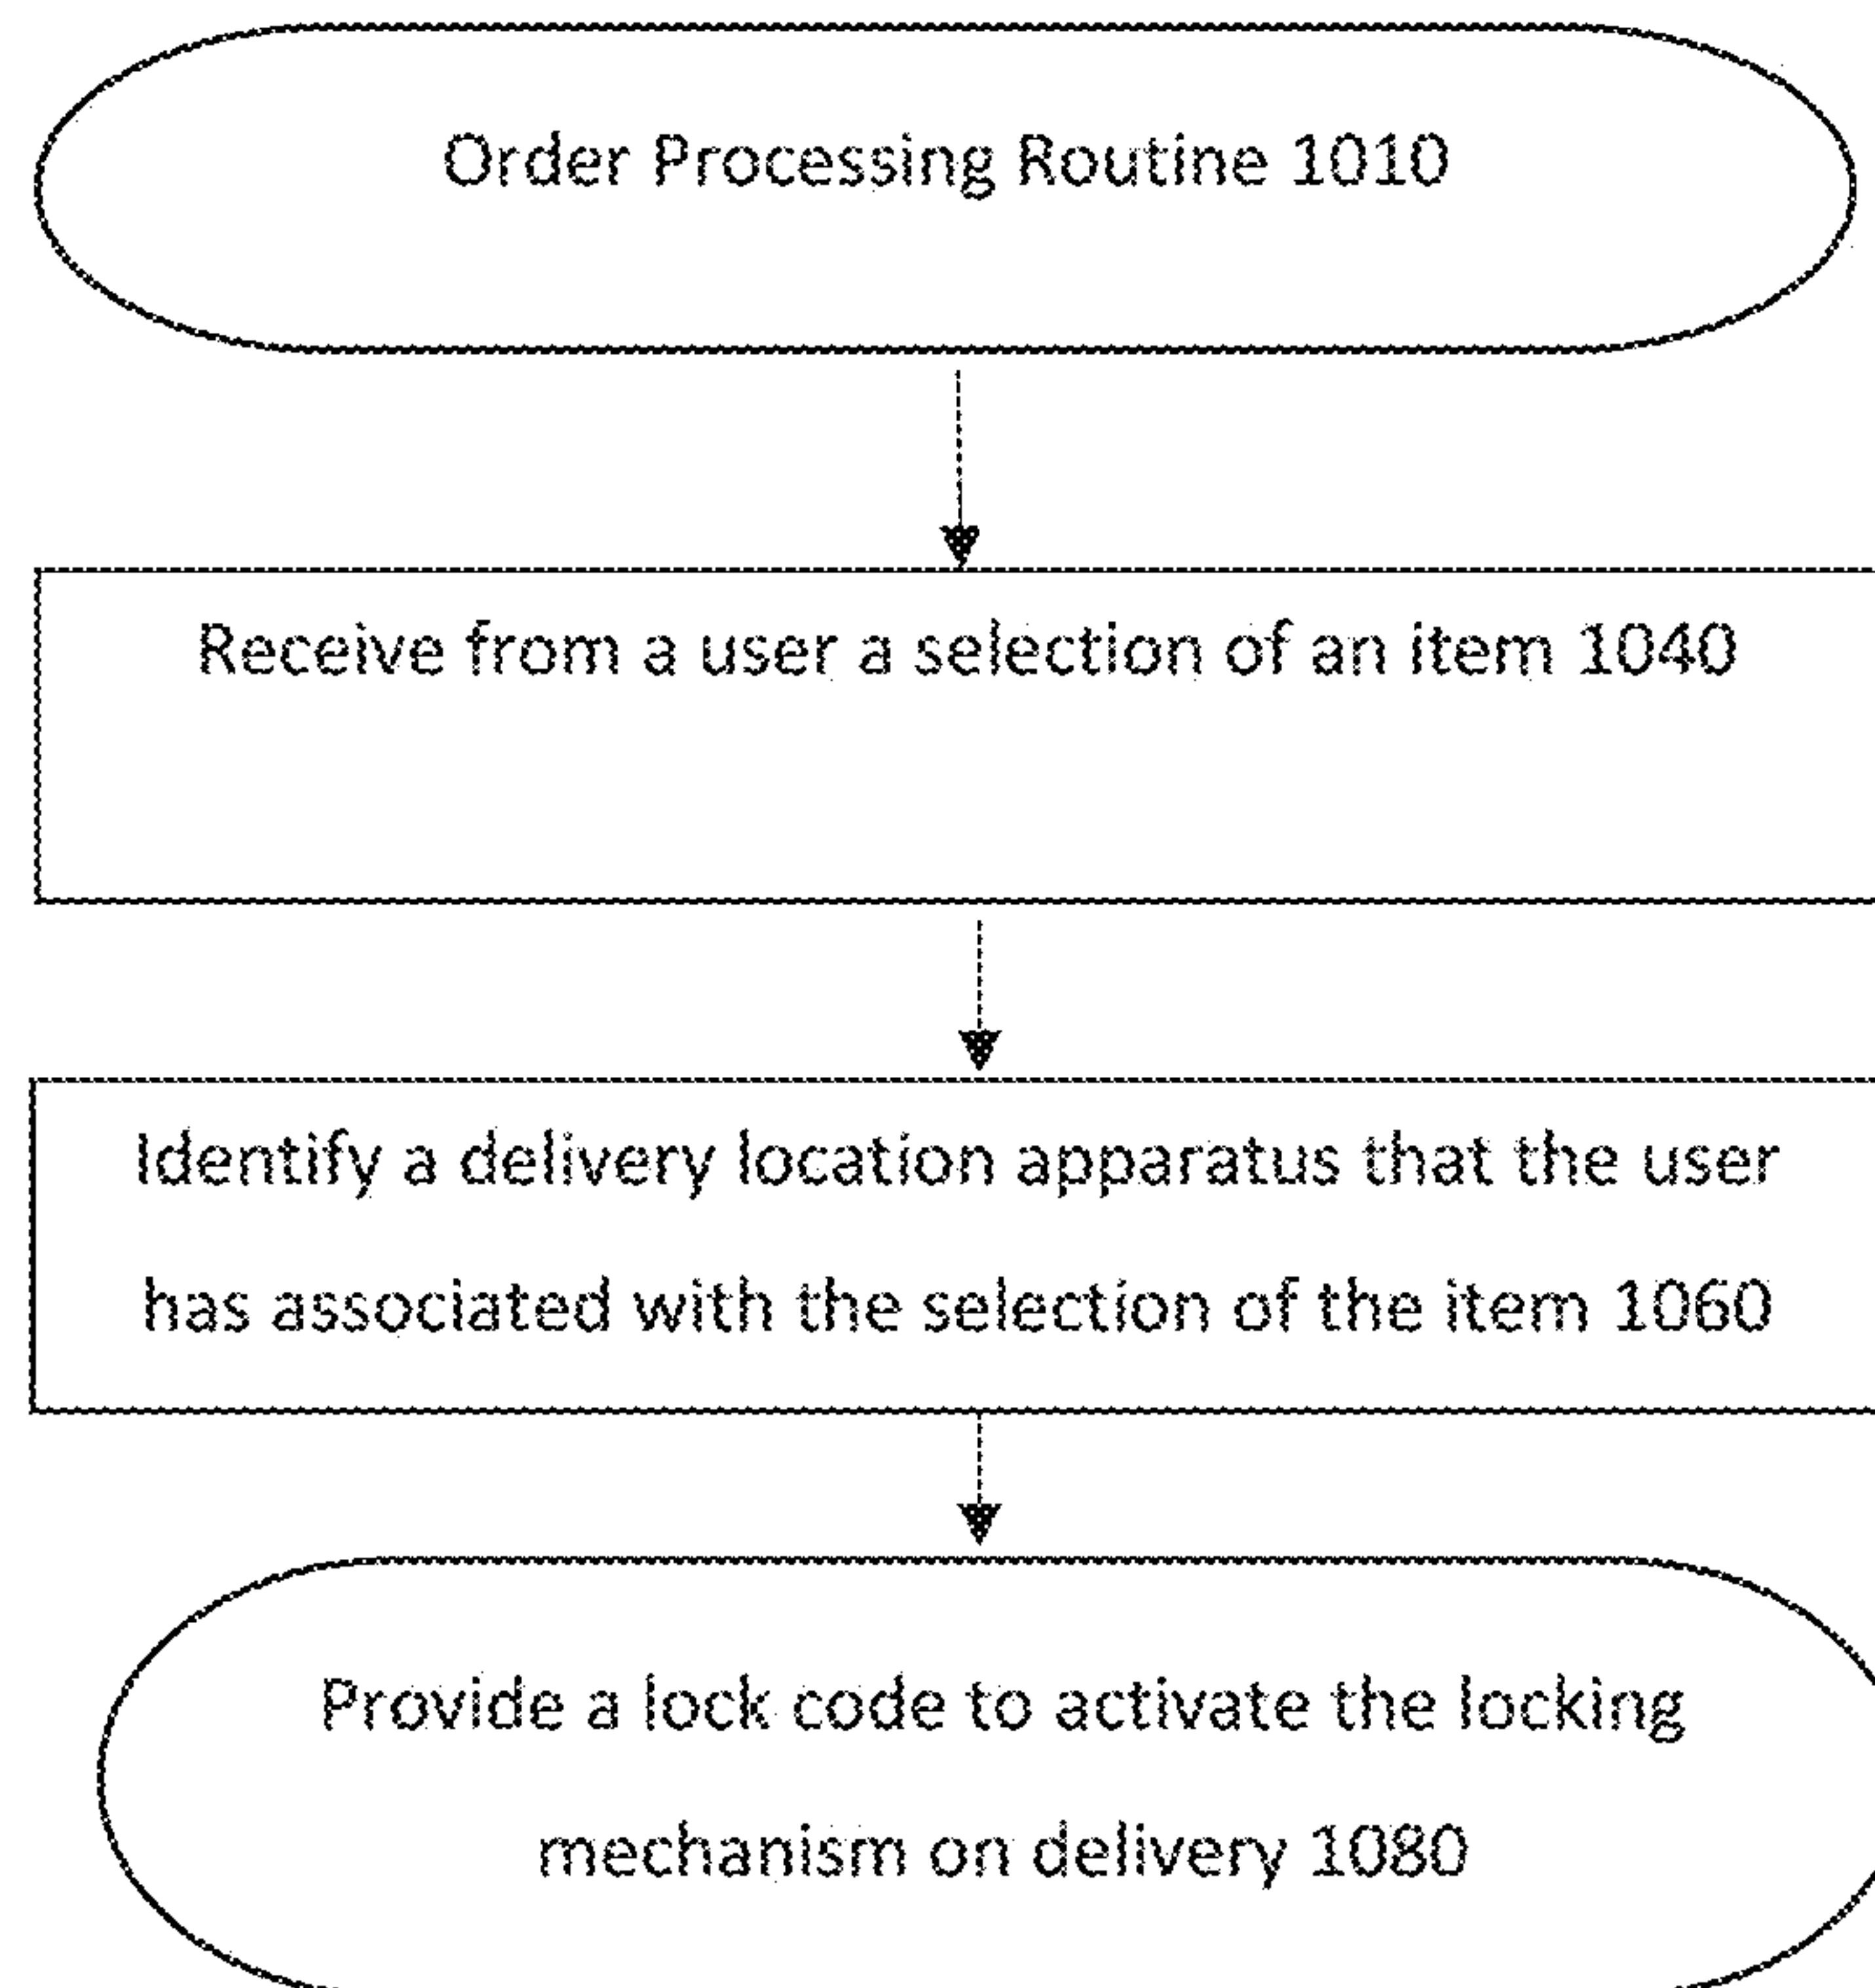 Order Processing Routine 1010
Receive from a user a selection of an item 1040
Identify a delivery location apparatus that the user
has associated with the selection of the item 1060
Provide a lock code to activate the locking
mechanism on delivery 1080